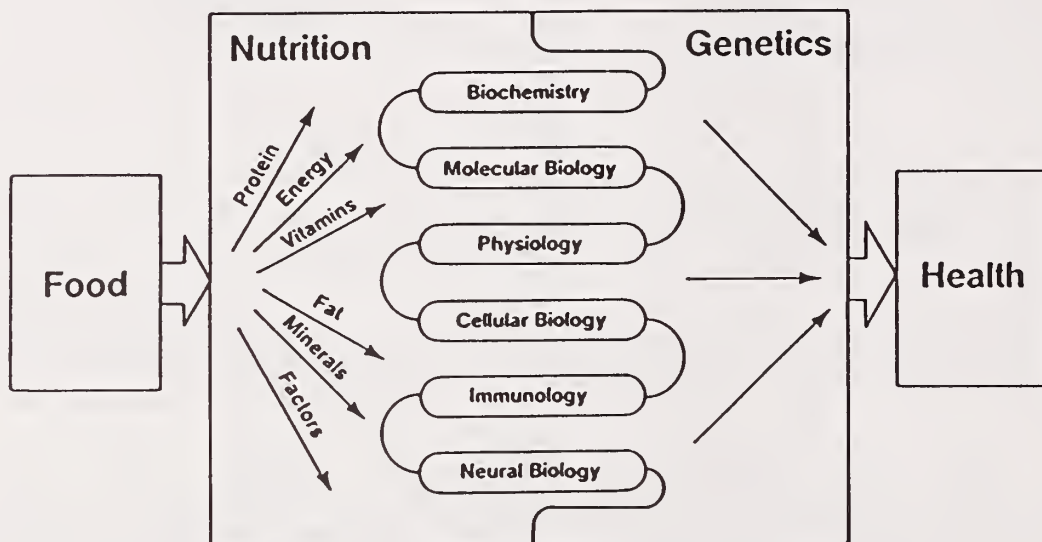 Nutrition
Genetics
Biochemistry
Molecular Biology
Physiology
Cellular Biology
Immunology
Neural Biology
Protein
Energy
Vitamins
Fat
Minerals
Factors
Food
Health